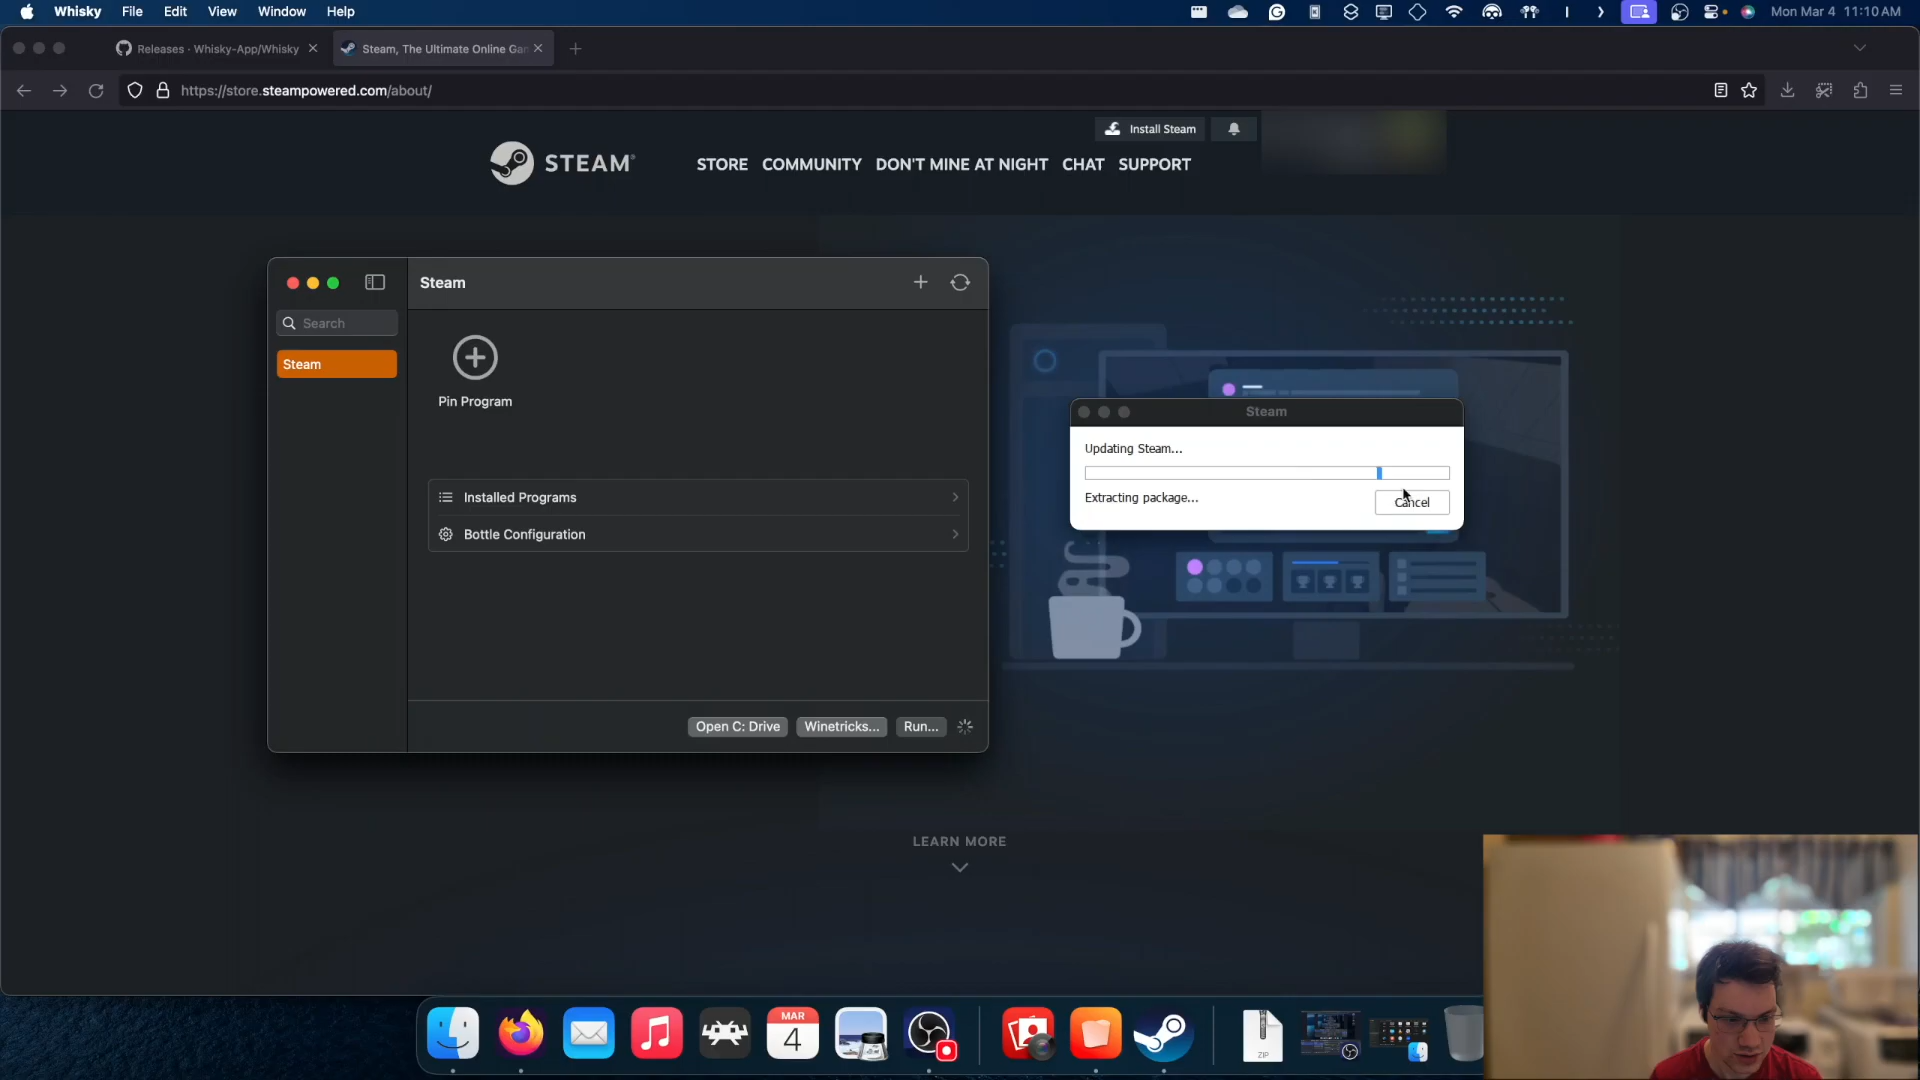 Whisky File Edit View Window Help
Mon Mar 4 11:10 AM
Releases · Whisky-App/Whisky
Steam, The Ultimate Online Gam
https://store.steampowered.com/about/
Install Steam
STEAM®
STORE COMMUNITY DON'T MINE AT NIGHT CHAT SUPPORT
Steam
Search
Steam
Pin Program
Installed Programs
Bottle Configuration
Open C: Drive Winetricks... Run...
Steam
Updating Steam...
Extracting package...
Cancel
LEARN MORE
MAR
4
ZIP